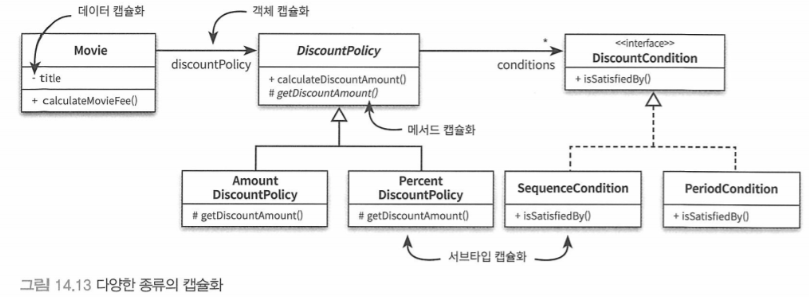 데이터 캡슐화
객체 캡슐화
Movie
- title
+ calculateMovieFee()
discountPolicy
DiscountPolicy
+ calculateDiscountAmount()
# getDiscountAmount()
*
conditions
<<interface>>
DiscountCondition
+ isSatisfiedBy()
메서드 캡슐화
Amount
DiscountPolicy
# getDiscountAmount()
Percent
DiscountPolicy
# getDiscountAmount()
SequenceCondition
+ isSatisfiedBy()
PeriodCondition
+ isSatisfiedBy()
서브타입 캡슐화
그림 14.13 다양한 종류의 캡슐화